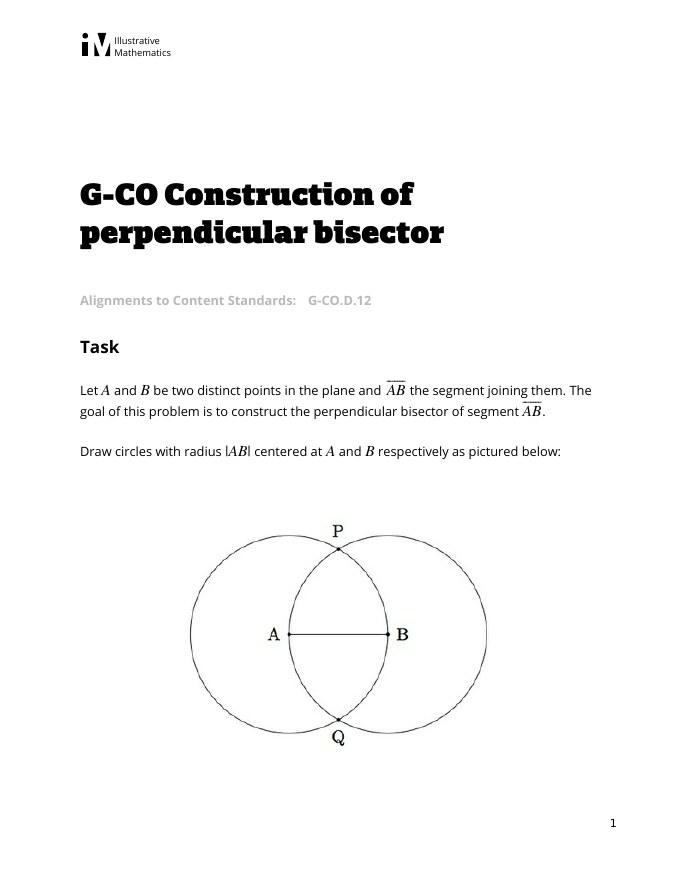 Illustrative
Mathematics
G-CO Construction of
perpendicular bisector
Alignments to Content Standards: G-CO.D.12
Task
Let A and B be two distinct points in the plane and AB the segment joining them. The
goal of this problem is to construct the perpendicular bisector of segment AB.
Draw circles with radius |AB| centered at A and B respectively as pictured below:
P
A B
Q
1